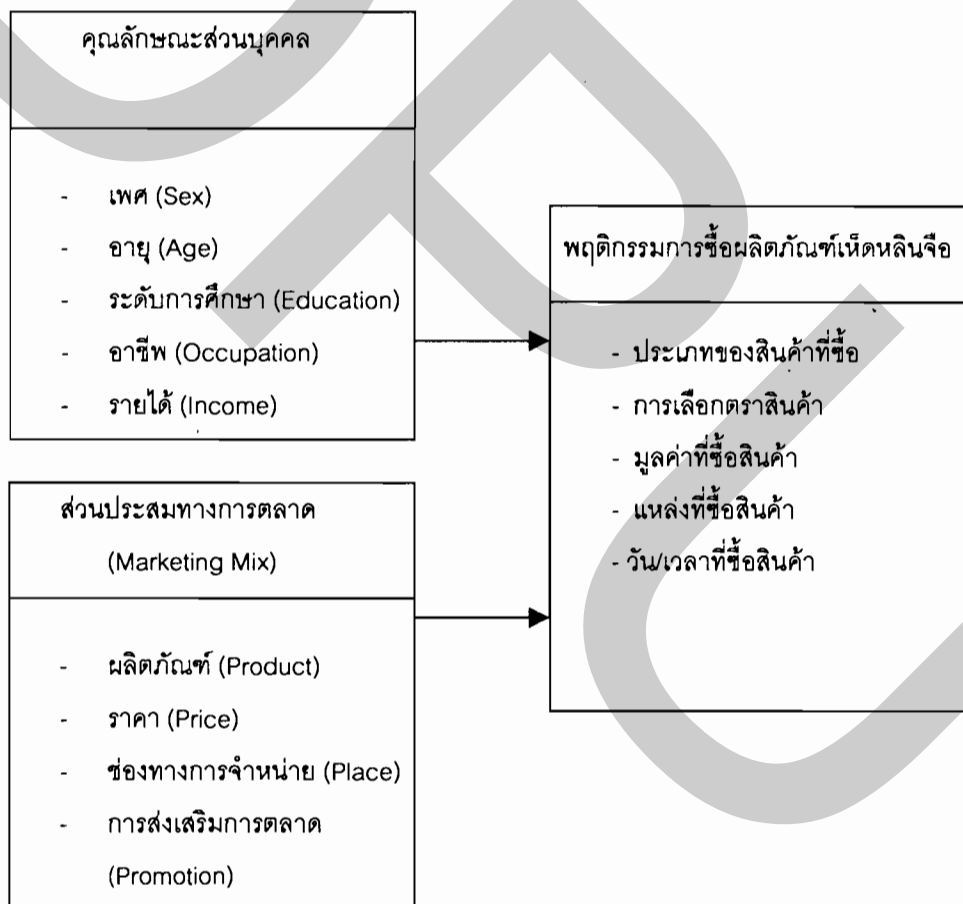 คุณลักษณะส่วนบุคคล
- เพศ (Sex)
- อายุ (Age)
- ระดับการศึกษา (Education)
- อาชีพ (Occupation)
- รายได้ (Income)
ส่วนประสมทางการตลาด
(Marketing Mix)
- ผลิตภัณฑ์ (Product)
- ราคา (Price)
- ช่องทางการจำหน่าย (Place)
- การส่งเสริมการตลาด
(Promotion)
พฤติกรรมการซื้อผลิตภัณฑ์เห็ดหลินจือ
- ประเภทของสินค้าที่ซื้อ
- การเลือกตราสินค้า
- มูลค่าที่ซื้อสินค้า
- แหล่งที่ซื้อสินค้า
- วัน/เวลาที่ซื้อสินค้า